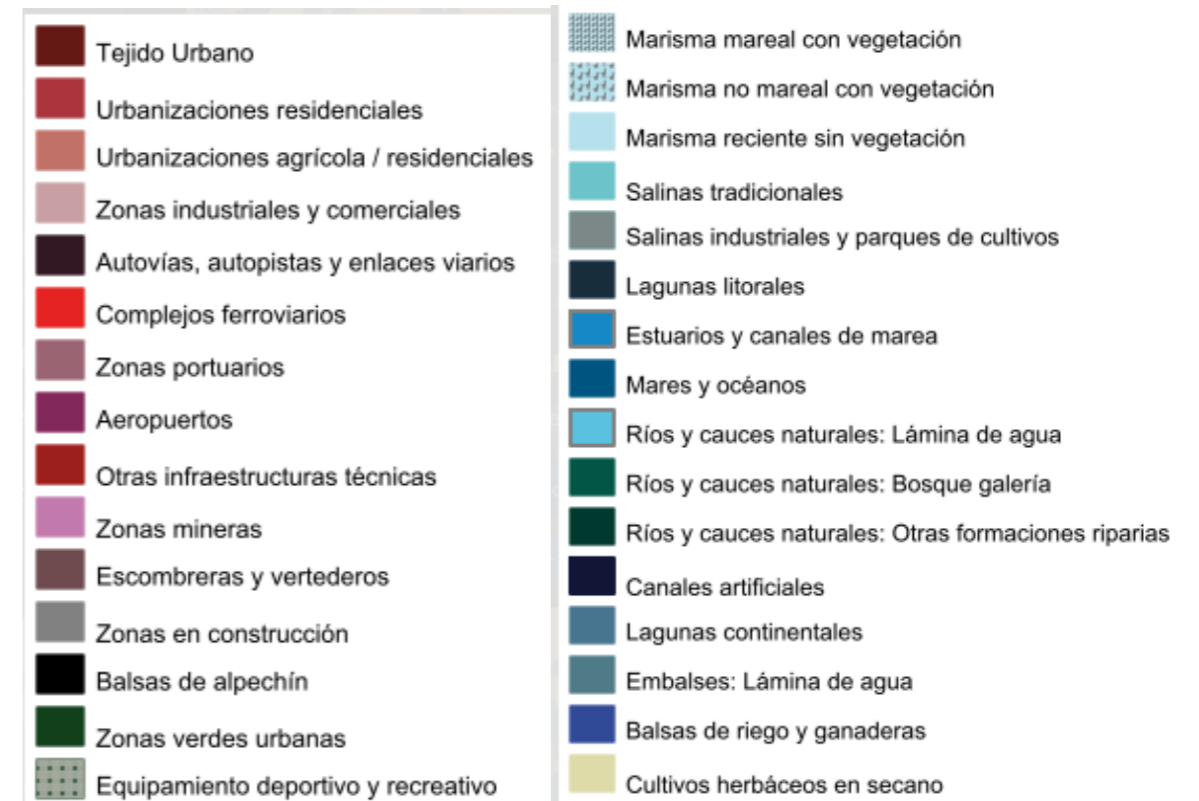 Tejido Urbano
Urbanizaciones residenciales
Urbanizaciones agrícola / residenciales
Zonas industriales y comerciales
Autovías, autopistas y enlaces viarios
Complejos ferroviarios
Zonas portuarios
Aeropuertos
Otras infraestructuras técnicas
Zonas mineras
Escombreras y vertederos
Zonas en construcción
Balsas de alpechín
Zonas verdes urbanas
Equipamiento deportivo y recreativo
Marisma mareal con vegetación
Marisma no mareal con vegetación
Marisma reciente sin vegetación
Salinas tradicionales
Salinas industriales y parques de cultivos
Lagunas litorales
Estuarios y canales de marea
Mares y océanos
Ríos y cauces naturales: Lámina de agua
Ríos y cauces naturales: Bosque galería
Ríos y cauces naturales: Otras formaciones riparias
Canales artificiales
Lagunas continentales
Embalses: Lámina de agua
Balsas de riego y ganaderas
Cultivos herbáceos en secano